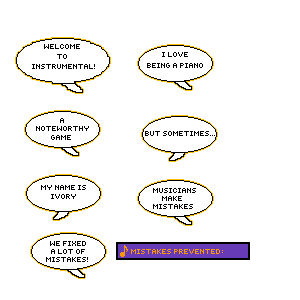 WELCOME
TO
INSTRUMENTAL!
I LOVE
BEING A PIANO
A
NOTEWORTHY
GAME
BUT SOMETIMES...
MY NAME IS
IVORY
MUSICIANS
MAKE
MISTAKES
WE FIXED
A LOT OF
MISTAKES!
MISTAKES PREVENTED: